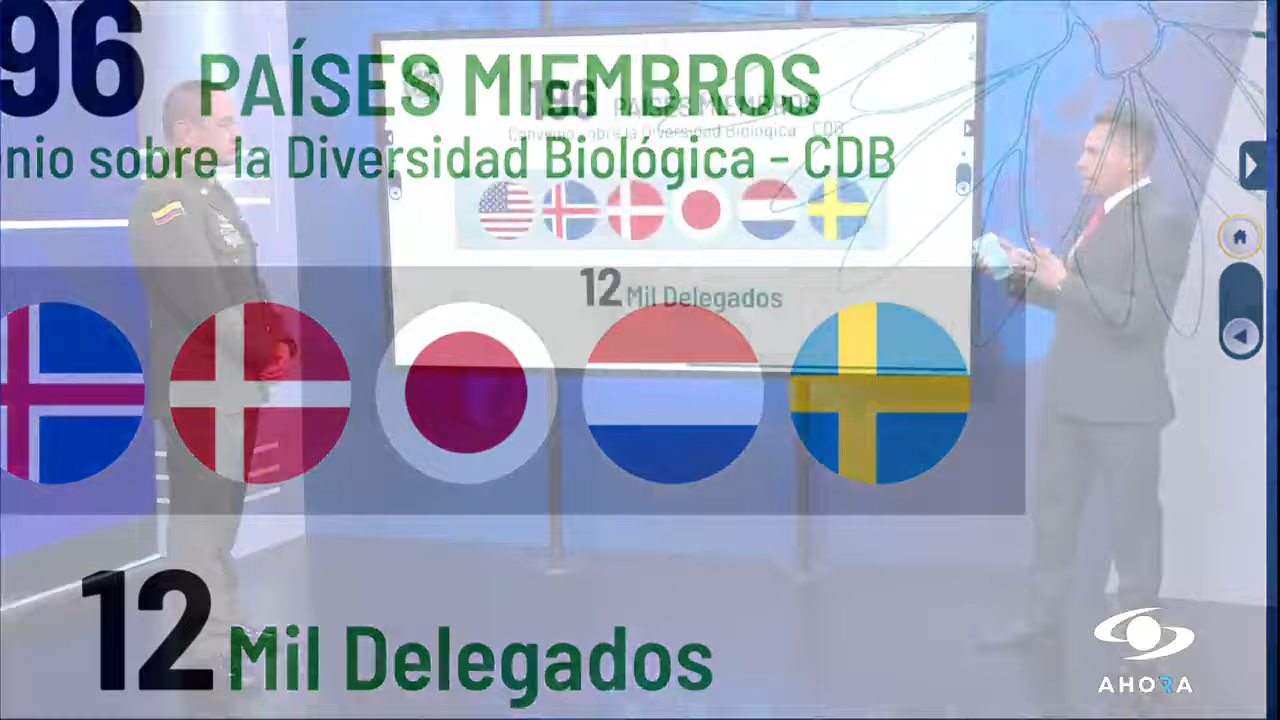 96 PAÍSES MIEMBROS
nio sobre la Diversidad Biológica - CDB
196 PAÍSES MIEMBROS
Convenio sobre la Diversidad Biológica - CDB
12 Mil Delegados
12 Mil Delegados
AHORA